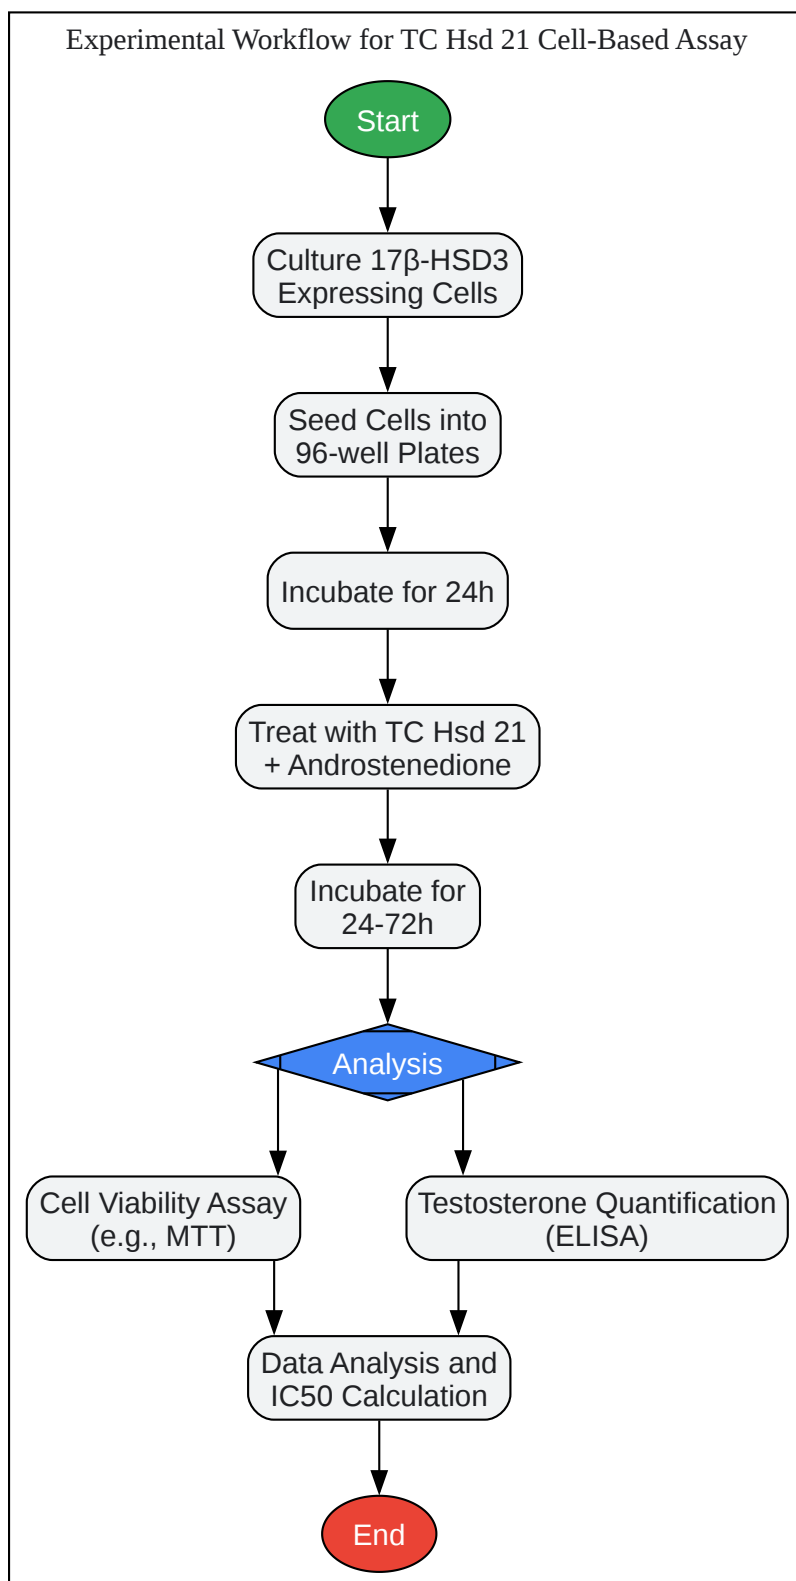 Experimental Workflow for TC Hsd 21 Cell-Based Assay
Start
Culture 17β-HSD3
Expressing Cells
Seed Cells into
96-well Plates
Incubate for 24h
Treat with TC Hsd 21
+ Androstenedione
Incubate for
24-72h
Analysis
Cell Viability Assay
(e.g., MTT)
Testosterone Quantification
(ELISA)
Data Analysis and
IC50 Calculation
End